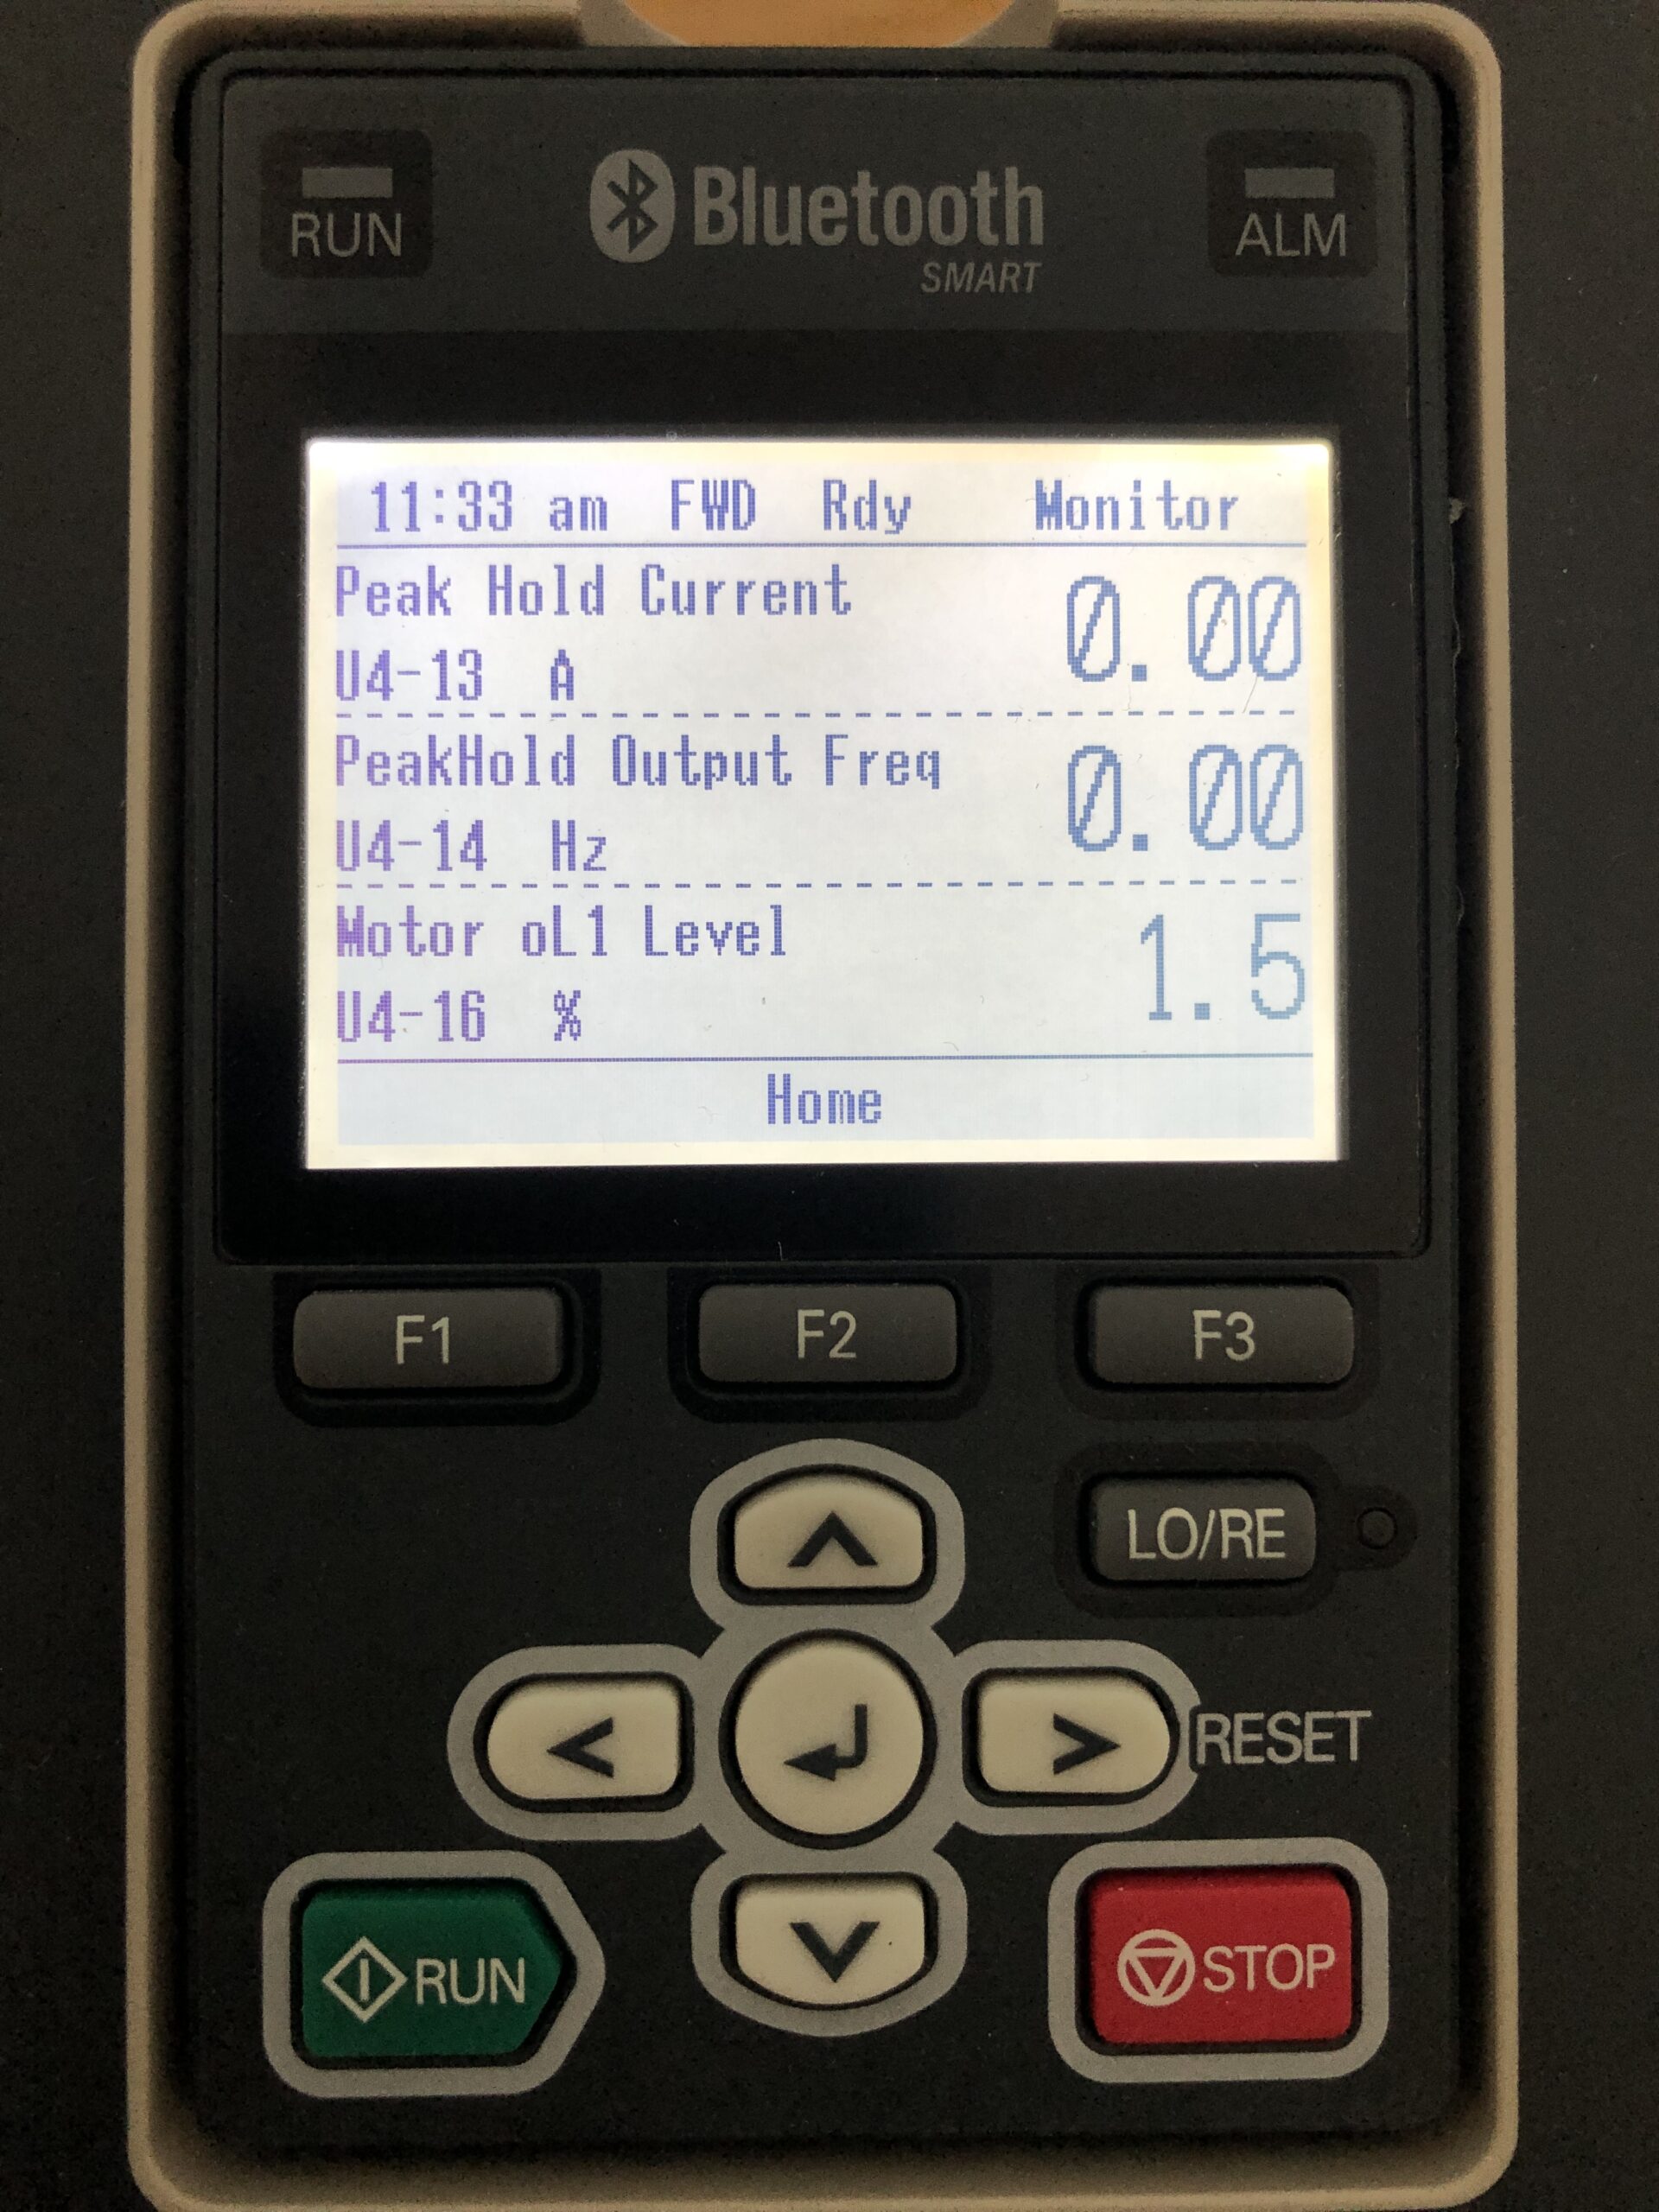 RUN
Bluetooth
SMART
ALM
11:33 am FWD Rdy Monitor
Peak Hold Current 0.00
U4-13 A
PeakHold Output Freq 0.00
U4-14 Hz
Motor oL1 Level 1.5
U4-16 %
Home
F1 F2 F3
LO/RE
RESET
RUN STOP